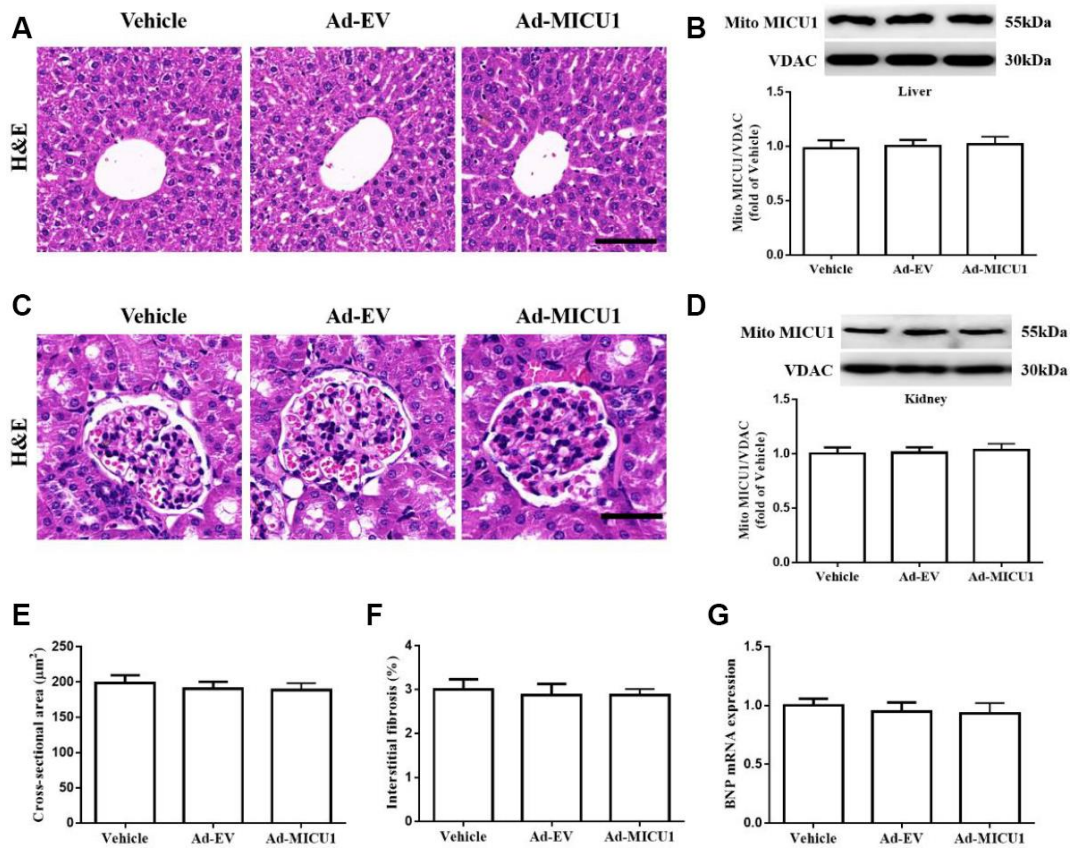 A
Vehicle
Ad-EV
Ad-MICU1
H&E
B
Mito MICU1
55kDa
VDAC
30kDa
Liver
Mito MICU1/VDAC
(fold of Vehicle)
1.5
1.0
0.5
0.0
Vehicle
Ad-EV
Ad-MICU1
C
Vehicle
Ad-EV
Ad-MICU1
H&E
D
Mito MICU1
55kDa
VDAC
30kDa
Kidney
Mito MICU1/VDAC
(fold of Vehicle)
1.5
1.0
0.5
0.0
Vehicle
Ad-EV
Ad-MICU1
E
Cross-sectional area (μm²)
250
200
150
100
50
0
Vehicle
Ad-EV
Ad-MICU1
F
Interstitial fibrosis (%)
4
3
2
1
0
Vehicle
Ad-EV
Ad-MICU1
G
BNP mRNA expression
1.5
1.0
0.5
0.0
Vehicle
Ad-EV
Ad-MICU1